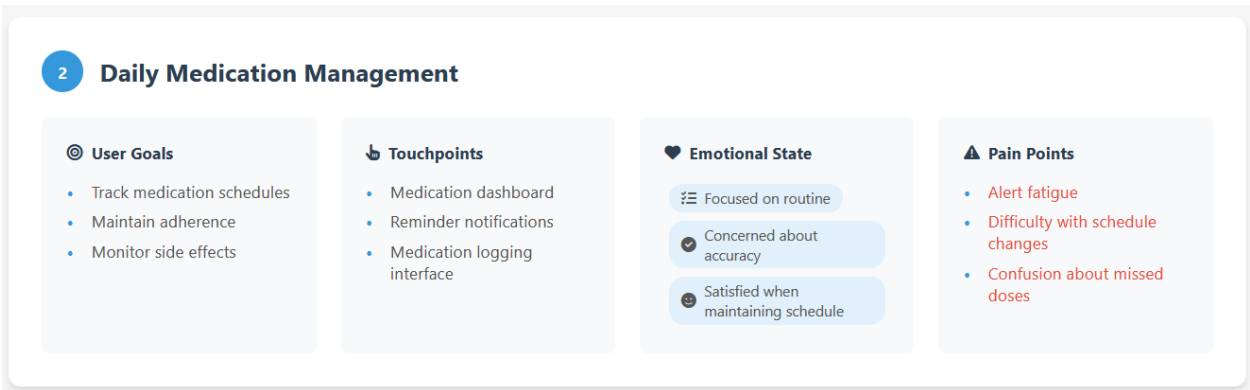 2
Daily Medication Management
User Goals
Track medication schedules
Maintain adherence
Monitor side effects
Touchpoints
Medication dashboard
Reminder notifications
Medication logging
interface
Emotional State
Focused on routine
Concerned about
accuracy
Satisfied when
maintaining schedule
Pain Points
Alert fatigue
Difficulty with schedule
changes
Confusion about missed
doses